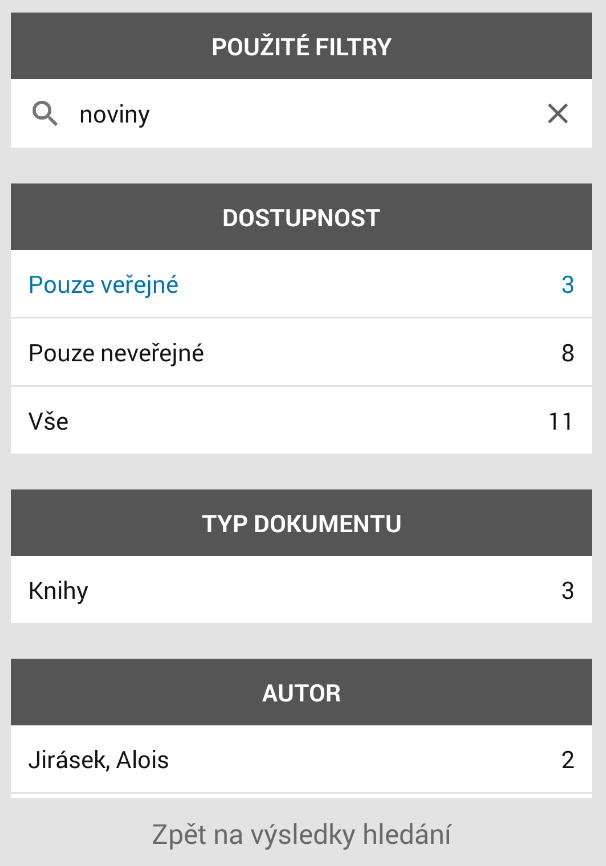 POUŽITÉ FILTRY
noviny
DOSTUPNOST
Pouze veřejné 3
Pouze neveřejné 8
Vše 11
TYP DOKUMENTU
Knihy 3
AUTOR
Jirásek, Alois 2
Zpět na výsledky hledání